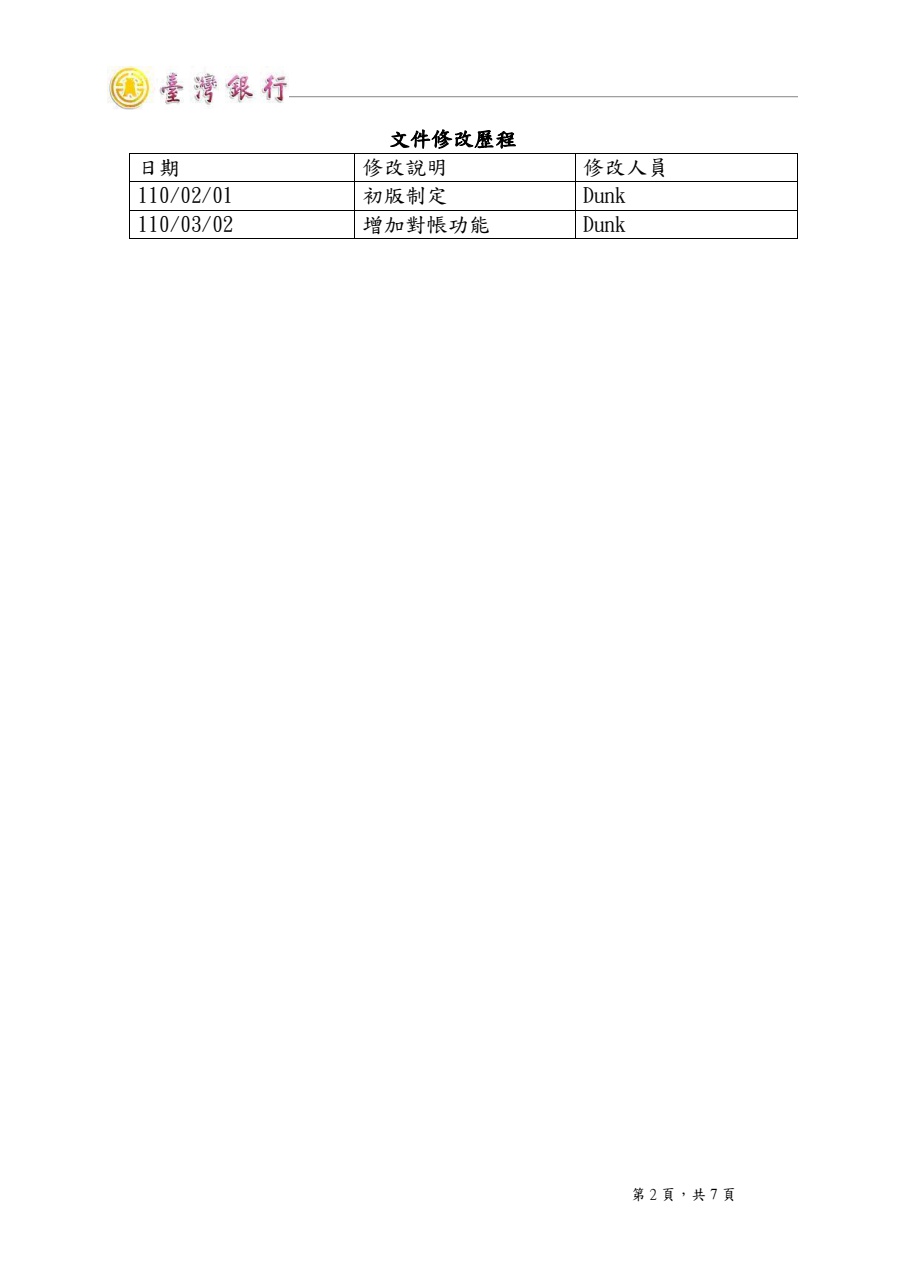 臺灣銀行
文件修改歷程
日期 修改說明 修改人員
110/02/01 初版制定 Dunk
110/03/02 增加對帳功能 Dunk
第 2 頁，共 7 頁